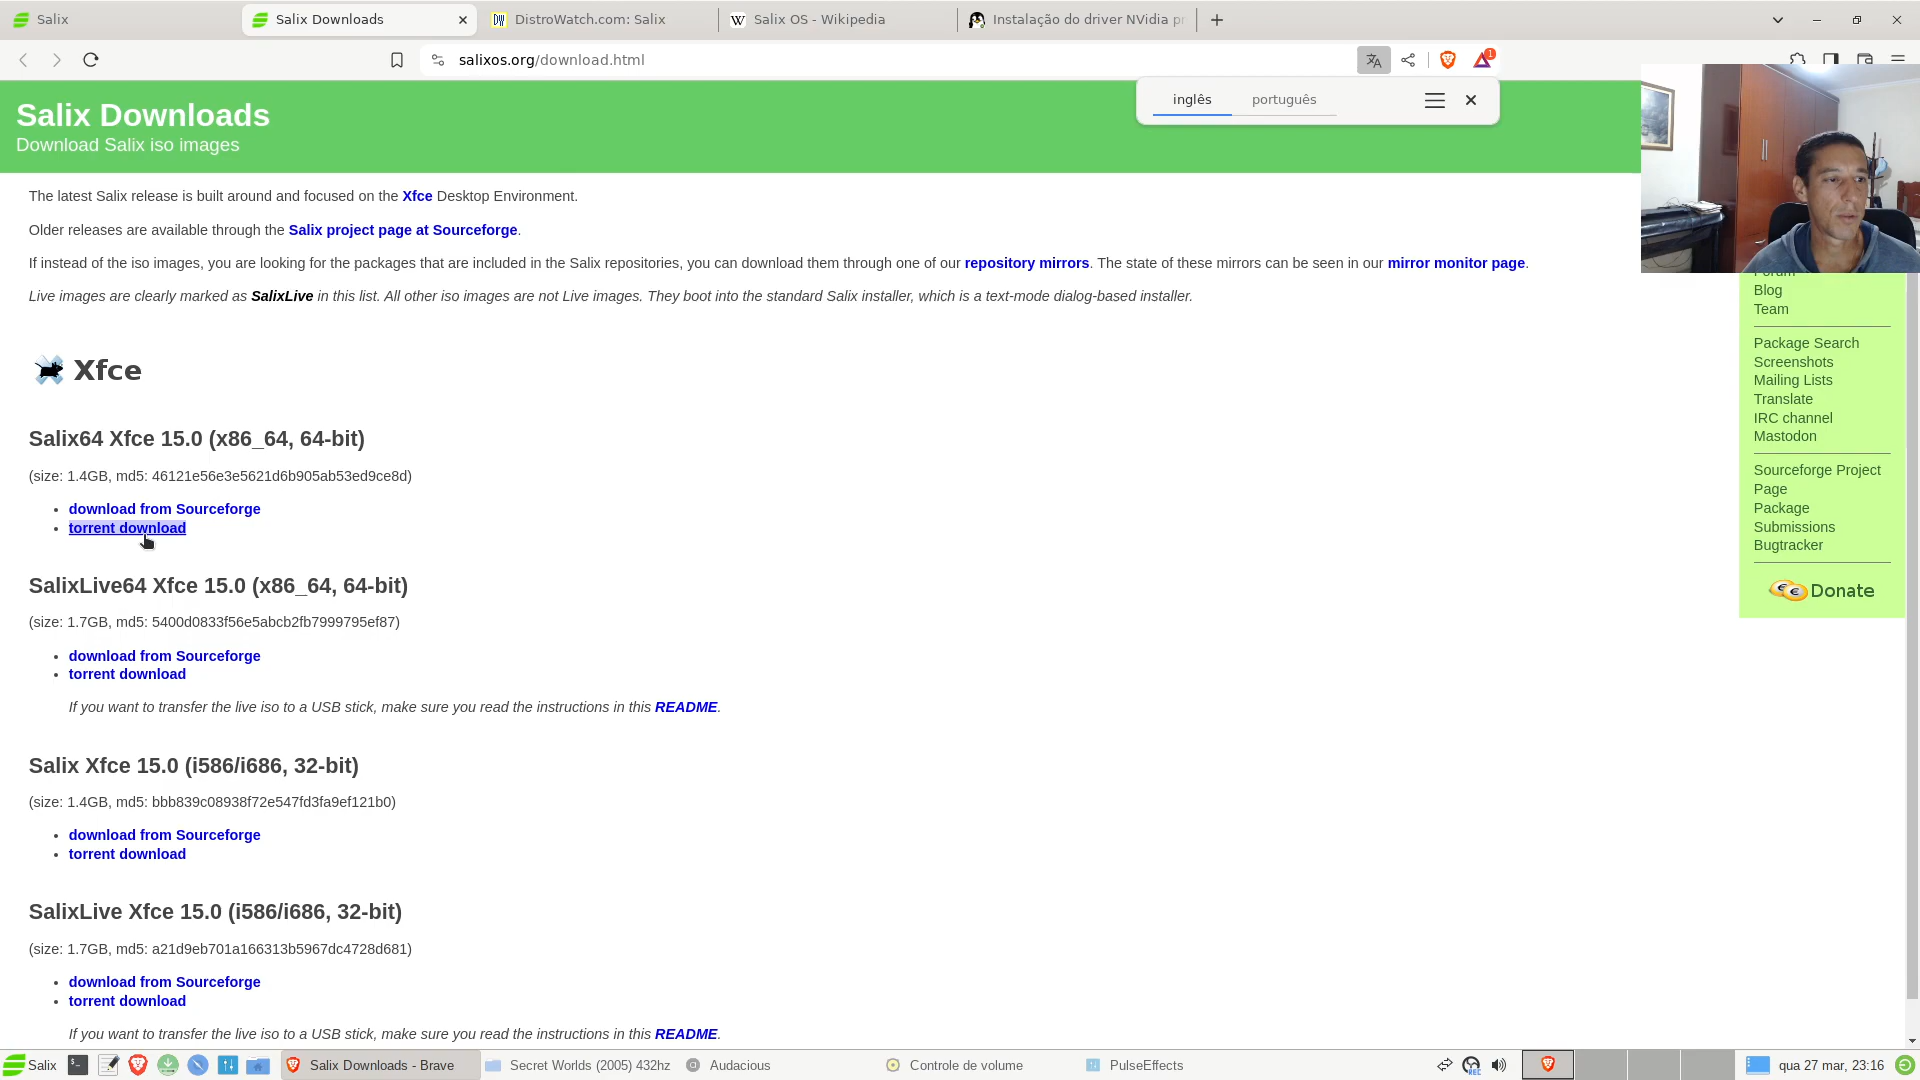 Salix
Salix Downloads
DistroWatch.com: Salix
Salix OS - Wikipedia
Instalação do driver NVidia pr
salixos.org/download.html
1
inglês
português
Salix Downloads
Download Salix iso images
The latest Salix release is built around and focused on the Xfce Desktop Environment.
Older releases are available through the Salix project page at Sourceforge.
If instead of the iso images, you are looking for the packages that are included in the Salix repositories, you can download them through one of our repository mirrors. The state of these mirrors can be seen in our mirror monitor page.
Live images are clearly marked as SalixLive in this list. All other iso images are not Live images. They boot into the standard Salix installer, which is a text-mode dialog-based installer.
Xfce
Salix64 Xfce 15.0 (x86_64, 64-bit)
(size: 1.4GB, md5: 46121e56e3e5621d6b905ab53ed9ce8d)
download from Sourceforge
torrent download
SalixLive64 Xfce 15.0 (x86_64, 64-bit)
(size: 1.7GB, md5: 5400d0833f56e5abcb2fb7999795ef87)
download from Sourceforge
torrent download
If you want to transfer the live iso to a USB stick, make sure you read the instructions in this README.
Salix Xfce 15.0 (i586/i686, 32-bit)
(size: 1.4GB, md5: bbb839c08938f72e547fd3fa9ef121b0)
download from Sourceforge
torrent download
SalixLive Xfce 15.0 (i586/i686, 32-bit)
(size: 1.7GB, md5: a21d9eb701a166313b5967dc4728d681)
download from Sourceforge
torrent download
If you want to transfer the live iso to a USB stick, make sure you read the instructions in this README.
Forum
Blog
Team
Package Search
Screenshots
Mailing Lists
Translate
IRC channel
Mastodon
Sourceforge Project
Page
Package
Submissions
Bugtracker
Donate
Salix
Salix Downloads - Brave
Secret Worlds (2005) 432hz
Audacious
Controle de volume
PulseEffects
REC
qua 27 mar, 23:16